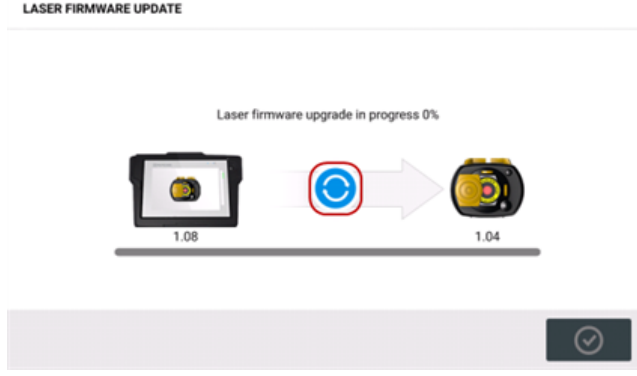 LASER FIRMWARE UPDATE
Laser firmware upgrade in progress 0%
1.08
1.04